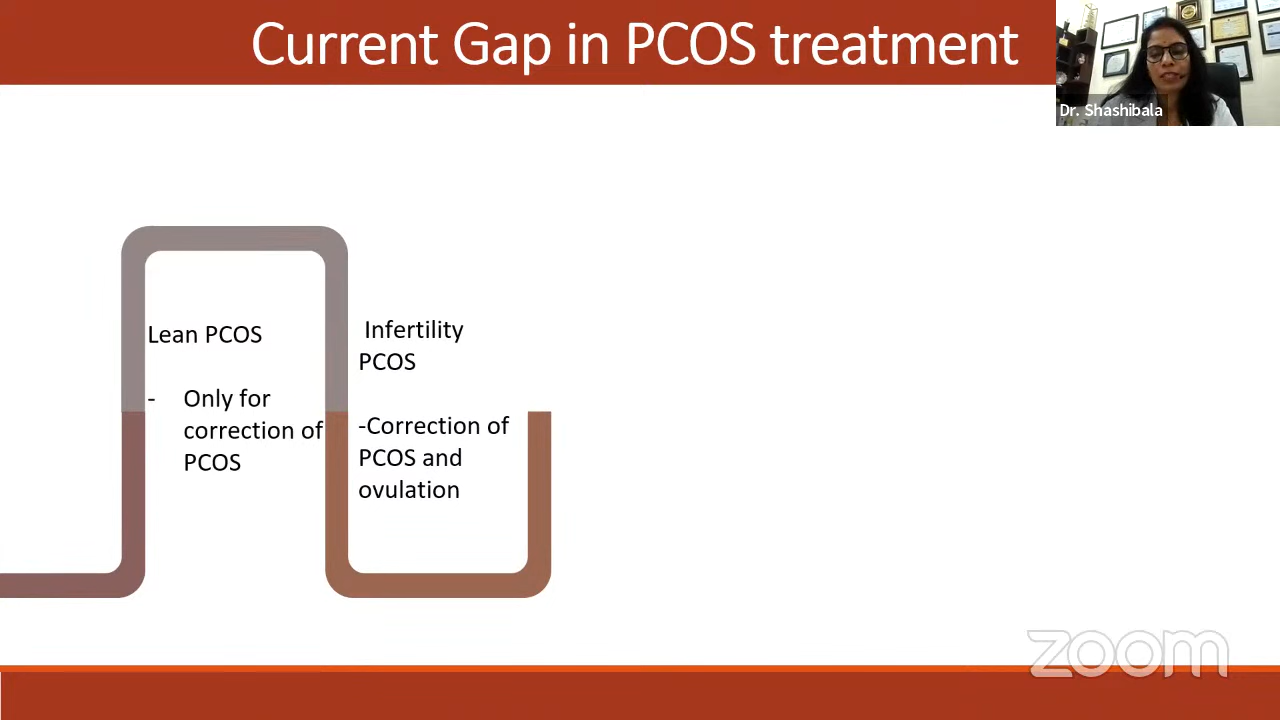 Current Gap in PCOS treatment
Dr. Shashibala
Lean PCOS
- Only for
correction of
PCOS
Infertility
PCOS
-Correction of
PCOS and
ovulation
zoom